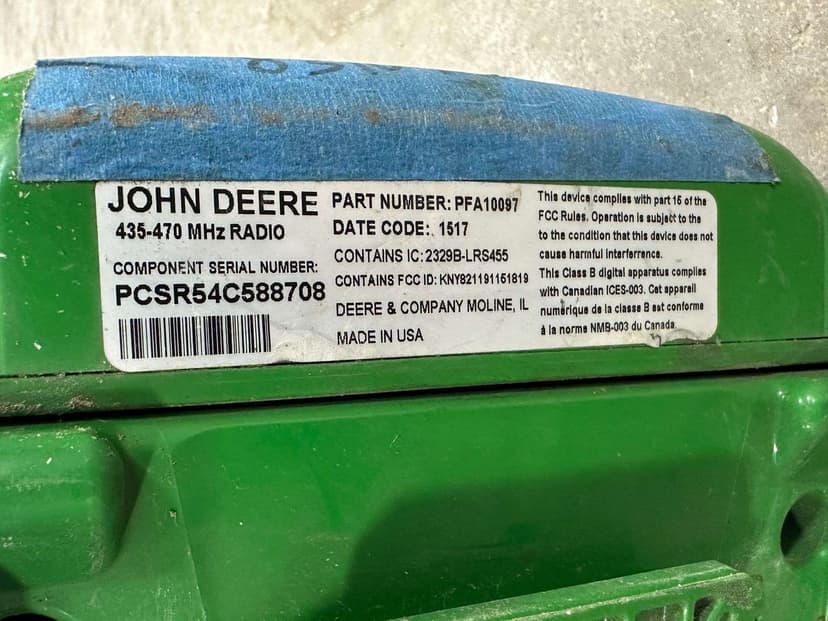 JOHN DEERE
435-470 MHz RADIO
COMPONENT SERIAL NUMBER:
PCSR54C588708
PART NUMBER: PFA10097
DATE CODE: 1517
CONTAINS IC: 2329B-LRS455
CONTAINS FCC ID: KNY821191151819
DEERE & COMPANY MOLINE, IL
MADE IN USA
This device complies with part 15 of the
FCC Rules. Operation is subject to the
to the condition that this device does not
cause harmful interferrence.
This Class B digital apparatus complies
with Canadian ICES-003. Cet appareil
numérique de la classe B est conforme
à la norme NMB-003 du Canada